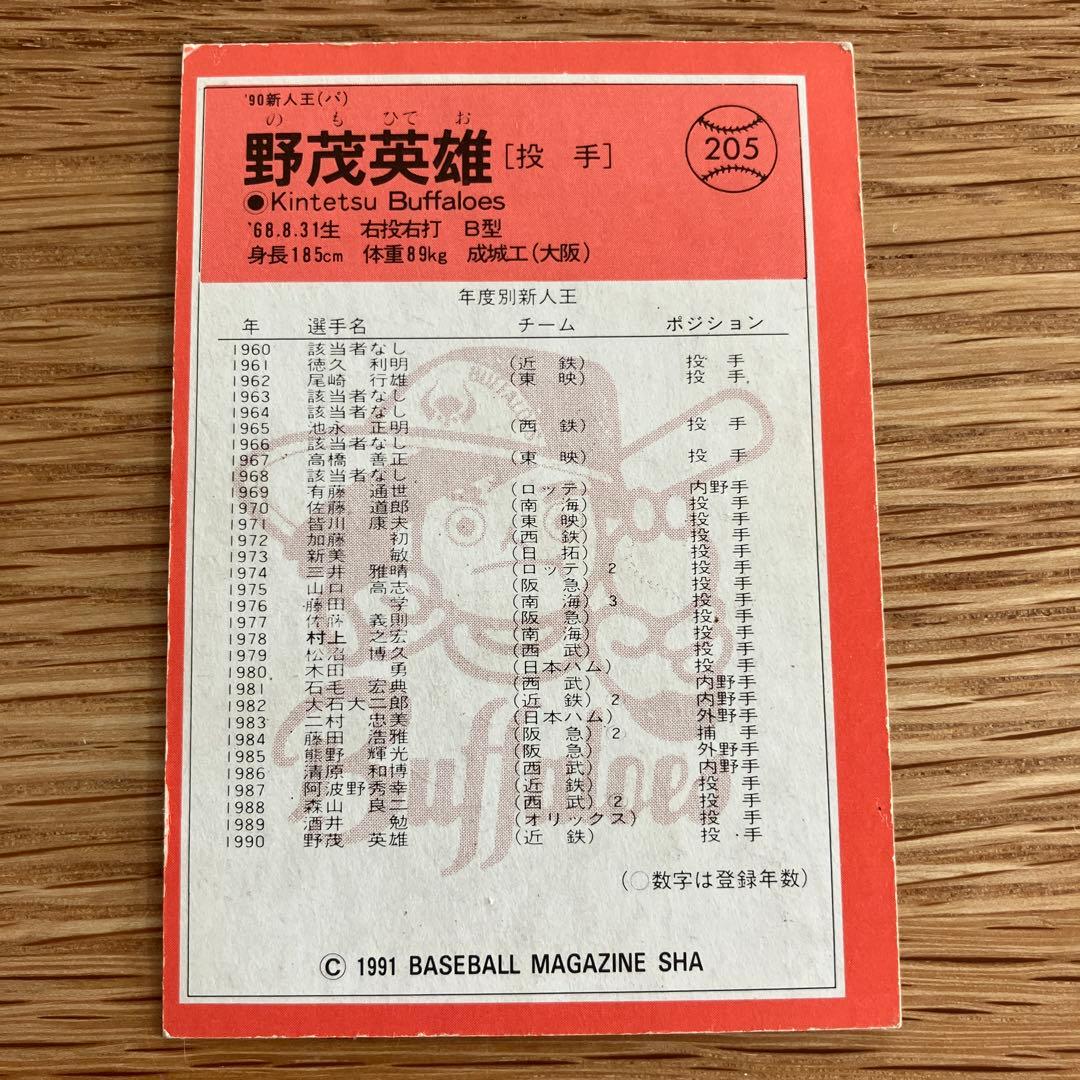 '90新人王(パ)
の も ひで お
野茂英雄 [投 手]
205
●Kintetsu Buffaloes
'68.8.31生 右投右打 B型
身長185cm 体重89kg 成城工(大阪)
年度別新人王
年 選手名 チーム ポジション
1960 該当者なし
1961 徳久利明 (近 鉄) 投 手
1962 尾崎行雄 (東 映) 投 手
1963 該当者なし
1964 該当者なし
1965 池永正明 (西 鉄) 投 手
1966 該当者なし
1967 高橋善正 (東 映) 投 手
1968 該当者なし
1969 有藤通世 (ロッテ) 内野手
1970 佐藤道郎 (南 海) 投 手
1971 皆川康夫 (東 映) 投 手
1972 加藤 初 (西 鉄) 投 手
1973 新美 敏 (日 拓) 投 手
1974 三井雅晴 (ロッテ) 2 投 手
1975 山口高志 (阪 急) 投 手
1976 藤田 学 (南 海) 3 投 手
1977 佐藤義則 (阪 急) 投 手
1978 村上之宏 (南 海) 投 手
1979 松沼博久 (西 武) 投 手
1980 木田 勇 (日本ハム) 投 手
1981 石毛宏典 (西 武) 内野手
1982 大石大二郎 (近 鉄) 2 内野手
1983 二村忠美 (日本ハム) 外野手
1984 藤田浩雅 (阪 急) 2 捕 手
1985 熊野輝光 (阪 急) 外野手
1986 清原和博 (西 武) 内野手
1987 阿波野秀幸 (近 鉄) 投 手
1988 森山良二 (西 武) 2 投 手
1989 酒井 勉 (オリックス) 投 手
1990 野茂英雄 (近 鉄) 投 手
(○数字は登録年数)
BUFFALOES
Buffaloes
© 1991 BASEBALL MAGAZINE SHA